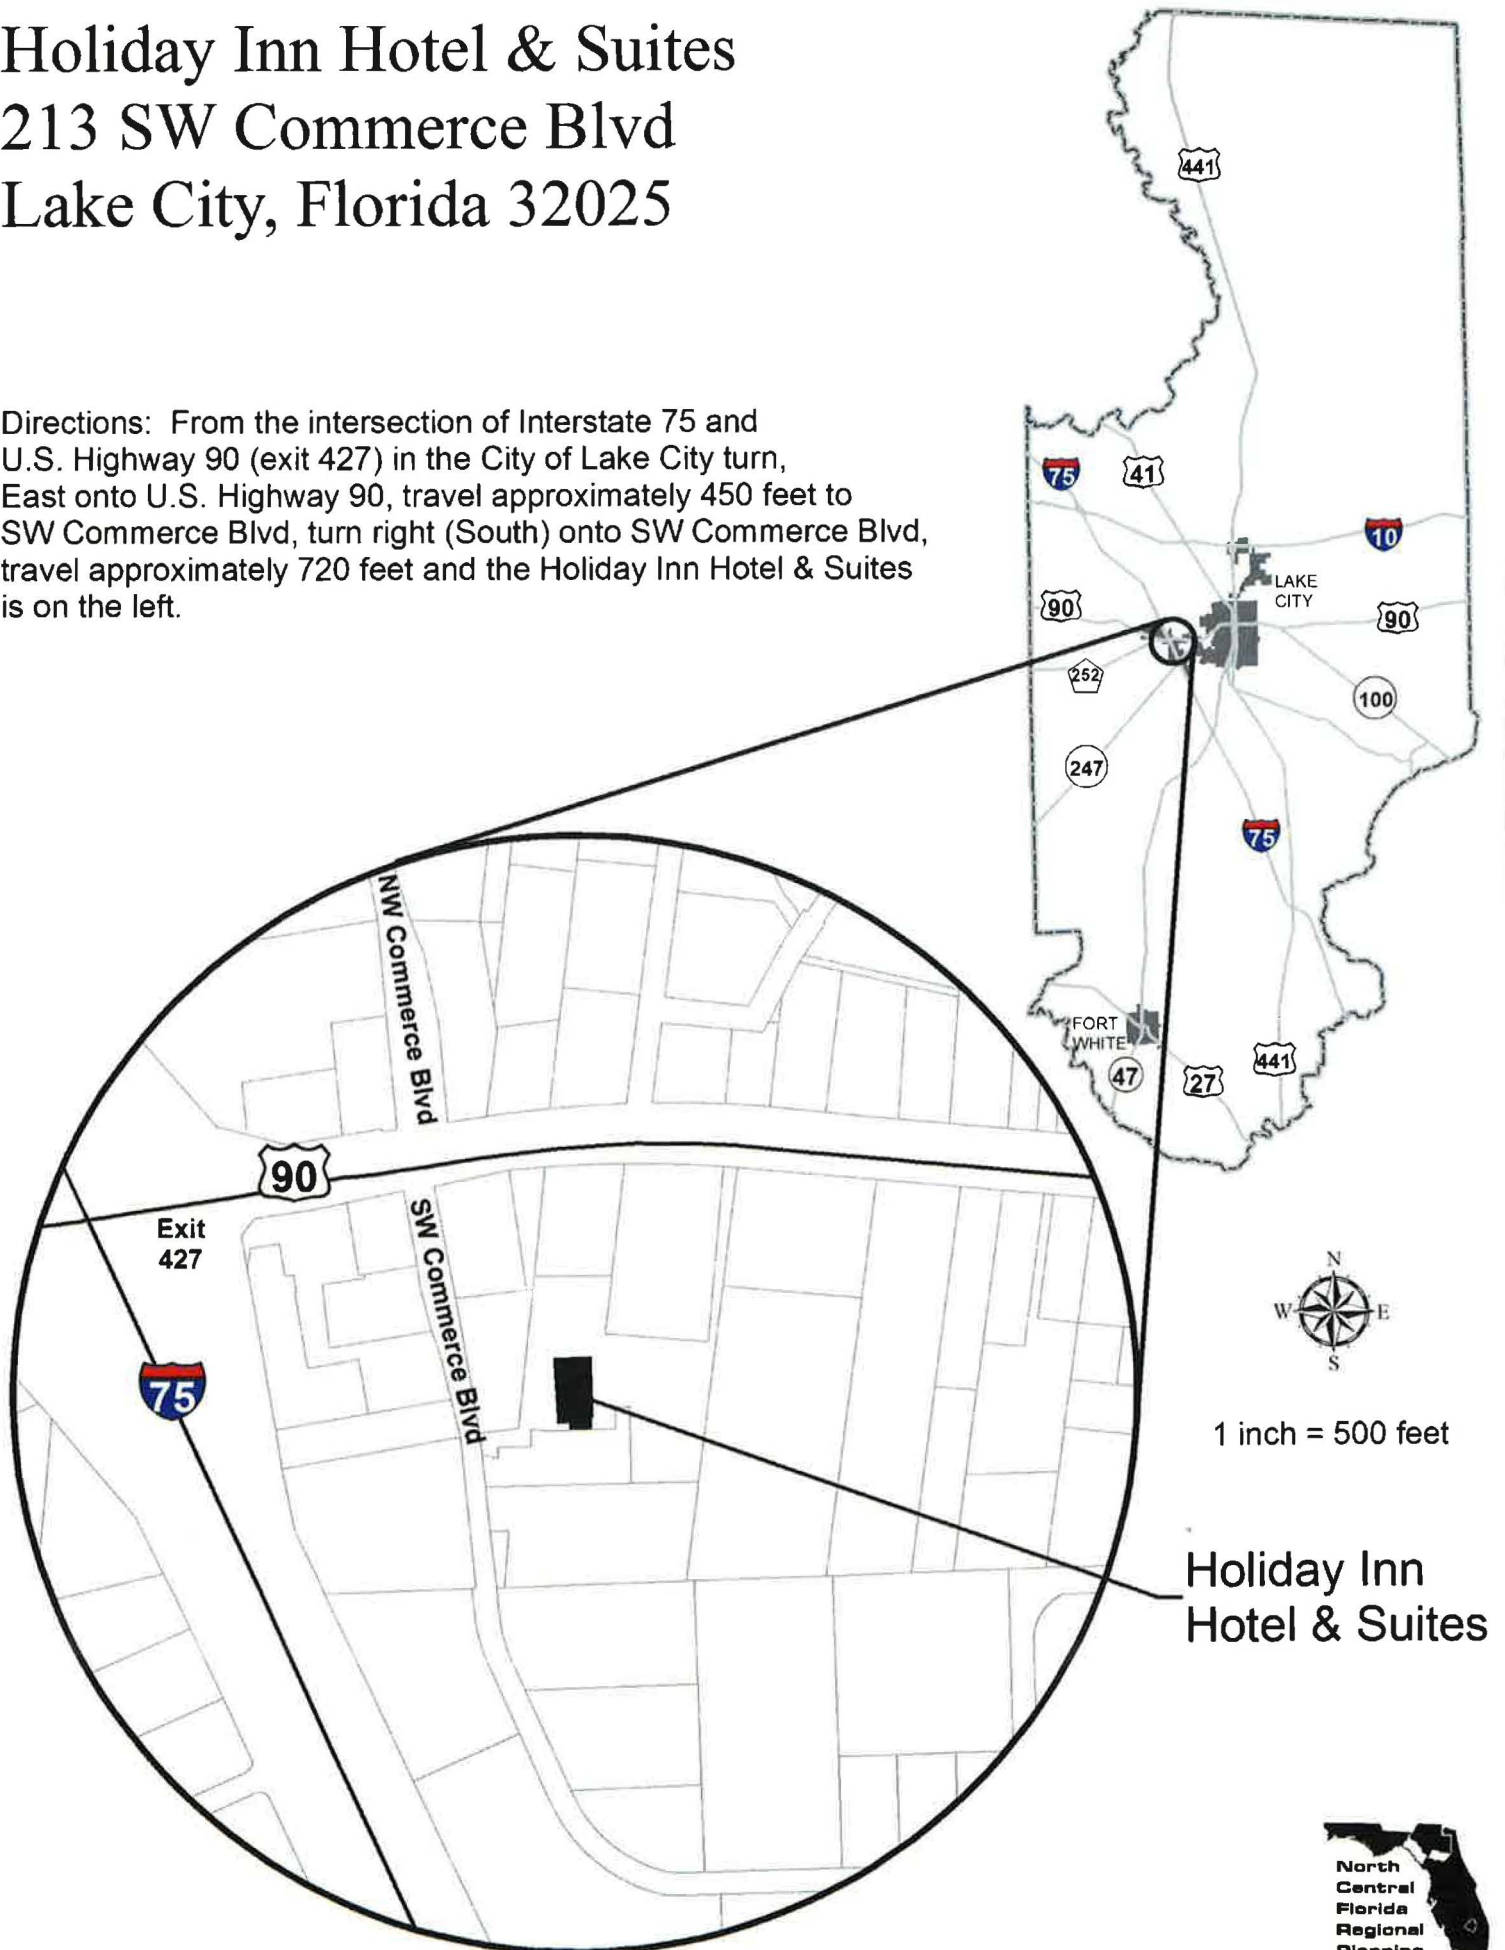 Holiday Inn Hotel & Suites
213 SW Commerce Blvd
Lake City, Florida 32025
Directions: From the intersection of Interstate 75 and
U.S. Highway 90 (exit 427) in the City of Lake City turn,
East onto U.S. Highway 90, travel approximately 450 feet to
SW Commerce Blvd, turn right (South) onto SW Commerce Blvd,
travel approximately 720 feet and the Holiday Inn Hotel & Suites
is on the left.
441
75
41
10
LAKE
CITY
90
90
252
100
247
75
FORT
WHITE
47
27
441
NW Commerce Blvd
90
Exit
427
SW Commerce Blvd
75
N
W
E
S
1 inch = 500 feet
Holiday Inn
Hotel & Suites
North
Central
Florida
Regional
Planning